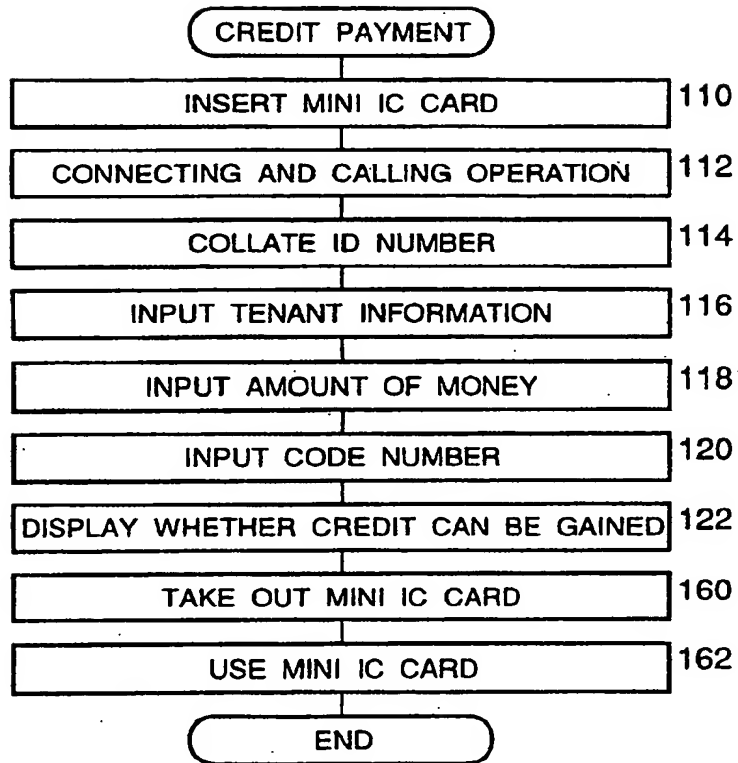 CREDIT PAYMENT
INSERT MINI IC CARD 110
CONNECTING AND CALLING OPERATION 112
COLLATE ID NUMBER 114
INPUT TENANT INFORMATION 116
INPUT AMOUNT OF MONEY 118
INPUT CODE NUMBER 120
DISPLAY WHETHER CREDIT CAN BE GAINED 122
TAKE OUT MINI IC CARD 160
USE MINI IC CARD 162
END